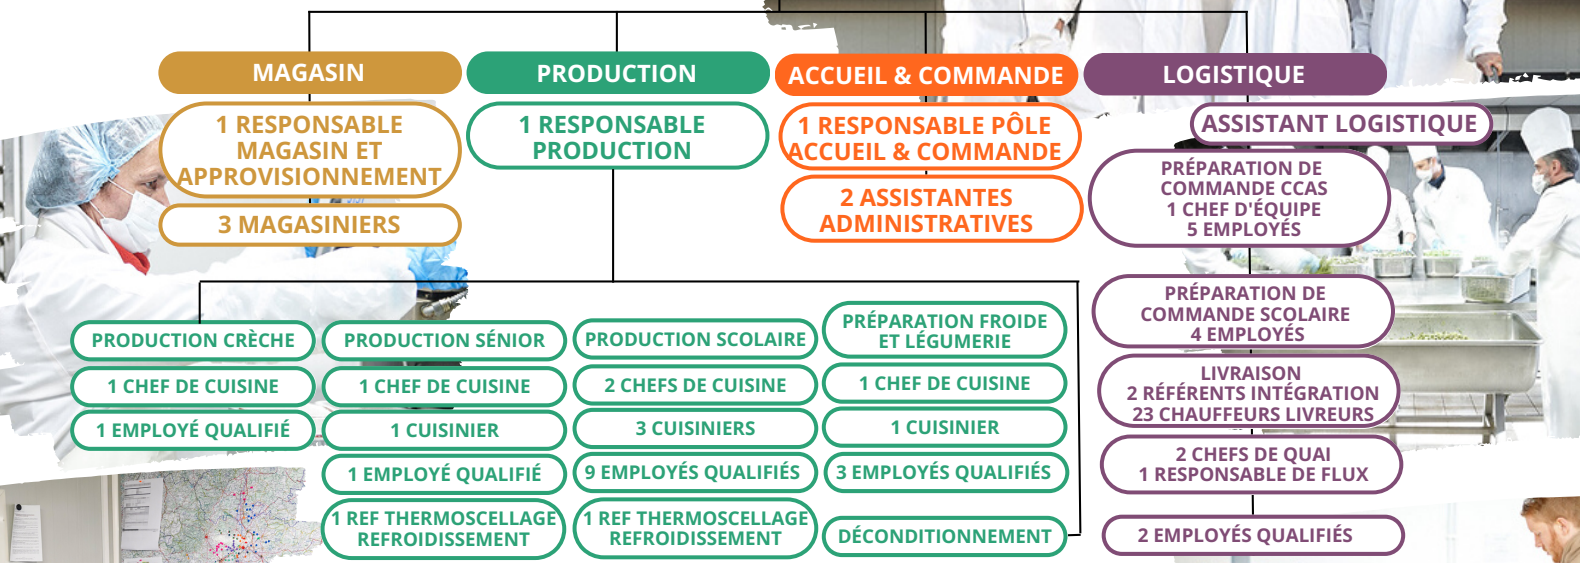 MAGASIN
1 RESPONSABLE
MAGASIN ET
APPROVISIONNEMENT
3 MAGASINIERS
PRODUCTION
1 RESPONSABLE
PRODUCTION
ACCUEIL & COMMANDE
1 RESPONSABLE PÔLE
ACCUEIL & COMMANDE
2 ASSISTANTES
ADMINISTRATIVES
LOGISTIQUE
ASSISTANT LOGISTIQUE
PRÉPARATION DE
COMMANDE CCAS
1 CHEF D'ÉQUIPE
5 EMPLOYÉS
PRÉPARATION DE
COMMANDE SCOLAIRE
4 EMPLOYÉS
LIVRAISON
2 RÉFÉRENTS INTÉGRATION
23 CHAUFFEURS LIVREURS
2 CHEFS DE QUAI
1 RESPONSABLE DE FLUX
2 EMPLOYÉS QUALIFIÉS
PRODUCTION CRÈCHE
1 CHEF DE CUISINE
1 EMPLOYÉ QUALIFIÉ
PRODUCTION SÉNIOR
1 CHEF DE CUISINE
1 CUISINIER
1 EMPLOYÉ QUALIFIÉ
1 REF THERMOSCELLAGE
REFROIDISSEMENT
PRODUCTION SCOLAIRE
2 CHEFS DE CUISINE
3 CUISINIERS
9 EMPLOYÉS QUALIFIÉS
1 REF THERMOSCELLAGE
REFROIDISSEMENT
PRÉPARATION FROIDE
ET LÉGUMERIE
1 CHEF DE CUISINE
1 CUISINIER
3 EMPLOYÉS QUALIFIÉS
DÉCONDITIONNEMENT